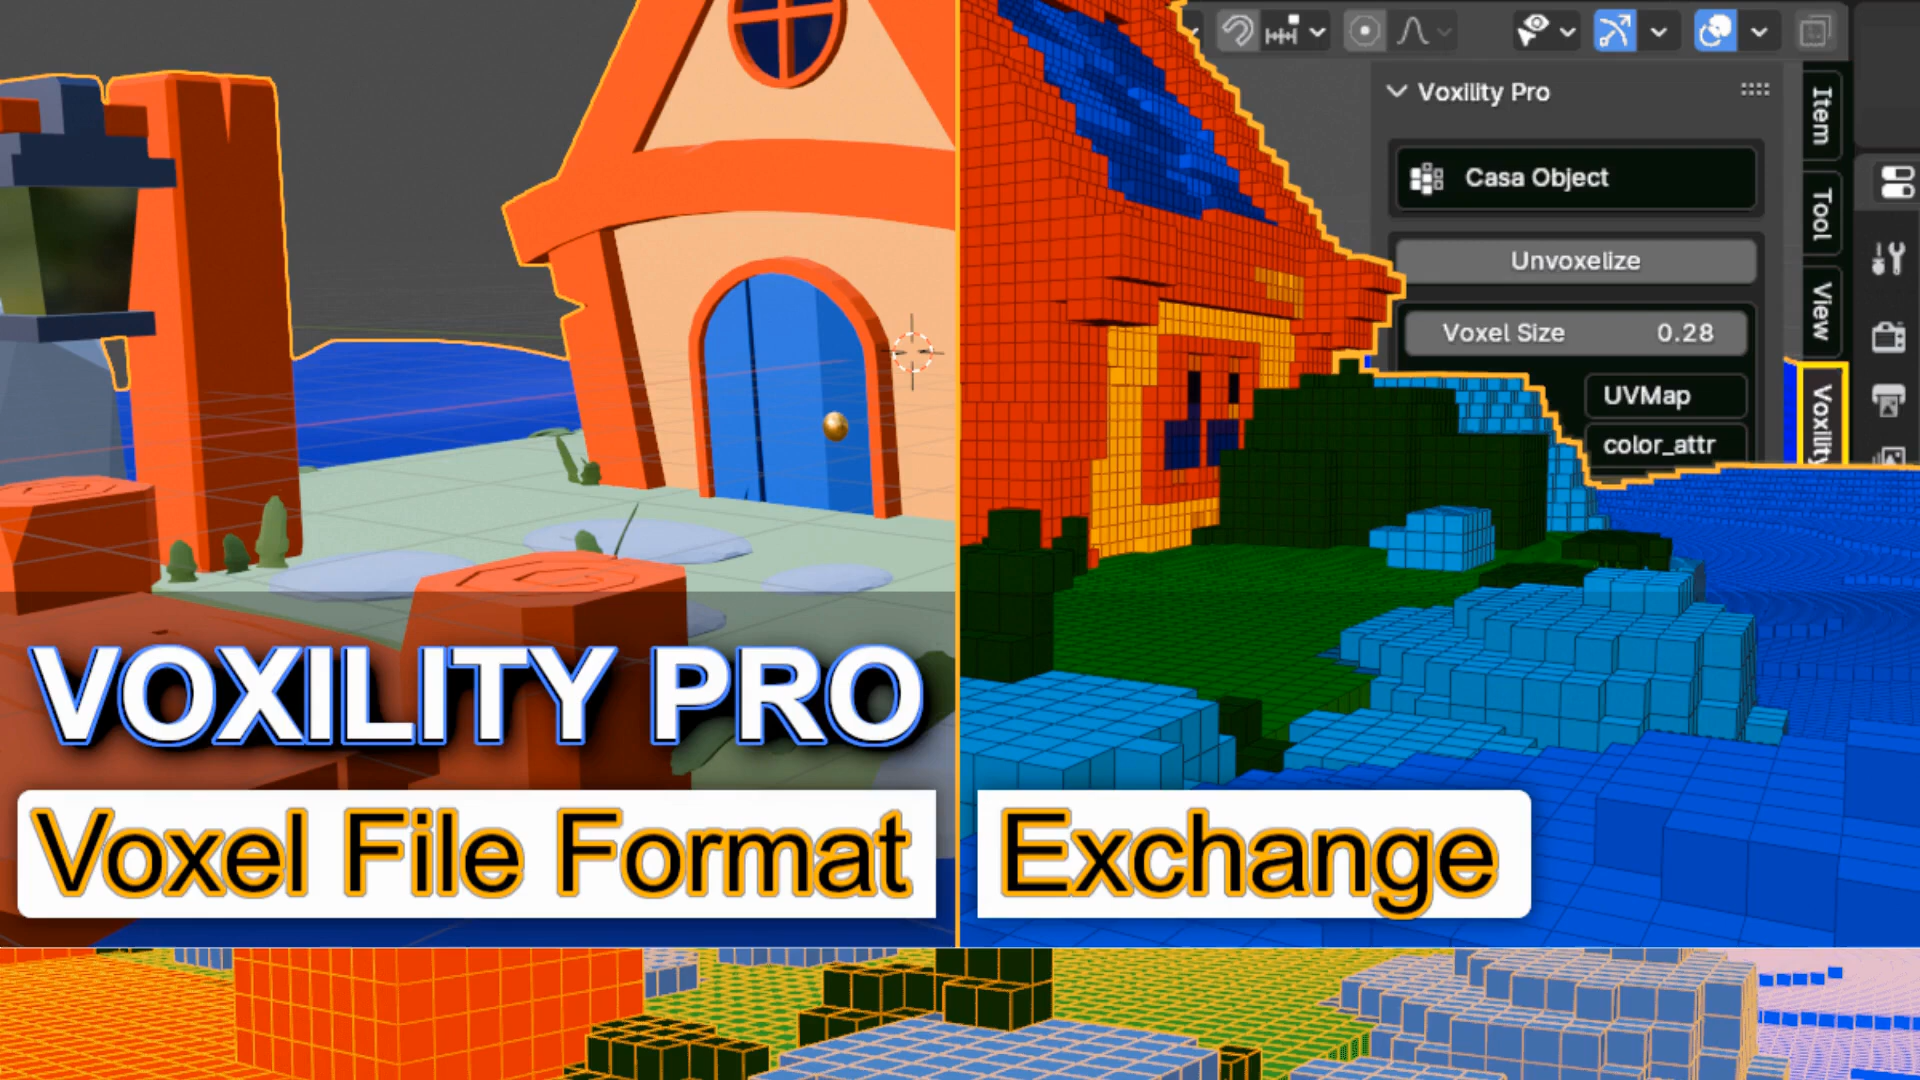 VOXILITY PRO
Voxel File Format
Exchange
Voxility Pro
Casa Object
Unvoxelize
Voxel Size 0.28
UVMap
color_attr
Item
Tool
View
Voxility